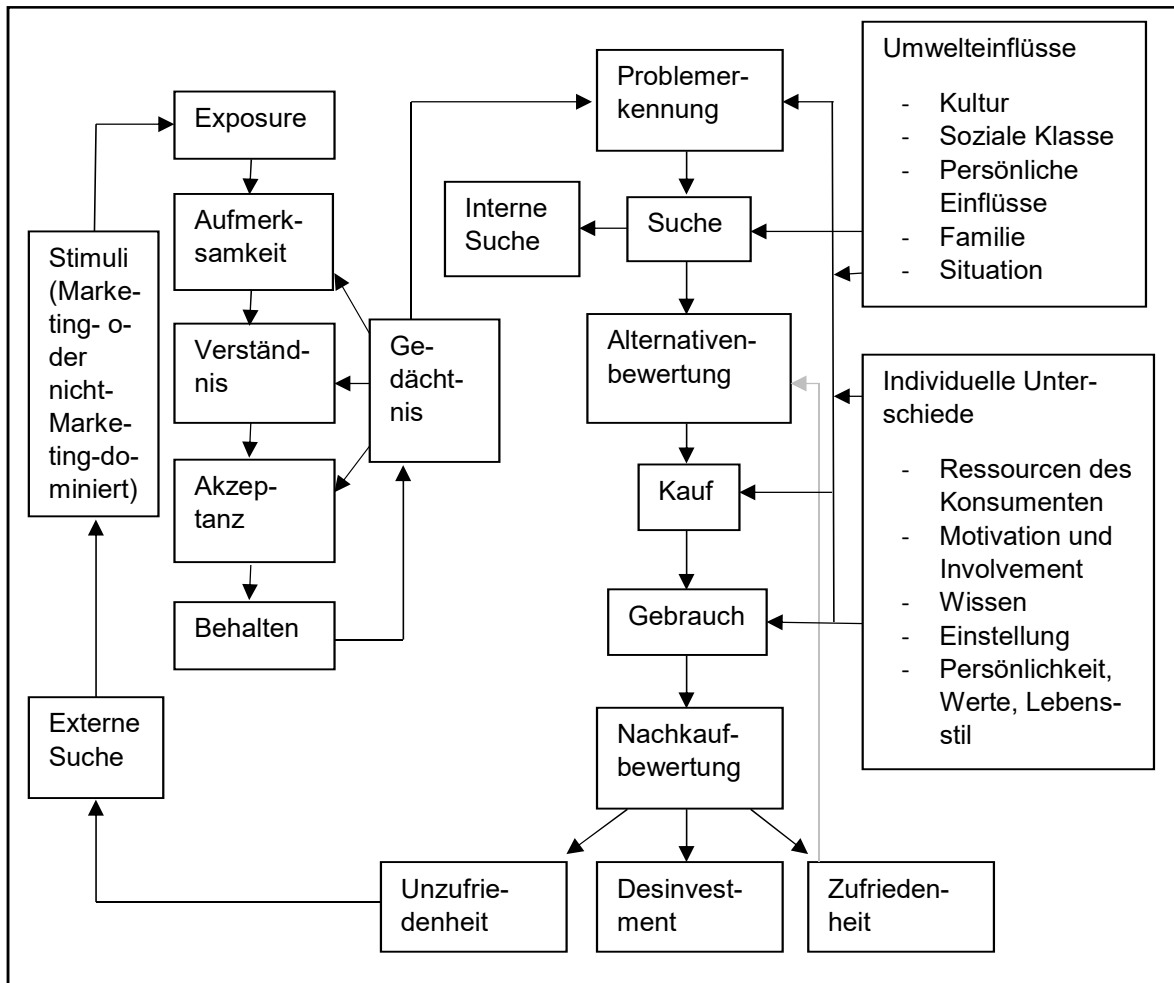 Exposure
Aufmerk-
samkeit
Verständ-
nis
Akzep-
tanz
Behalten
Stimuli
(Marke-
ting- o-
der
nicht-
Marke-
ting-do-
miniert)
Externe
Suche
Ge-
dächt-
nis
Problemer-
kennung
Interne
Suche
Suche
Alternativen-
bewertung
Kauf
Gebrauch
Nachkauf-
bewertung
Unzufrie-
denheit
Desinvest-
ment
Zufrieden-
heit
Umwelteinflüsse
- Kultur
- Soziale Klasse
- Persönliche
Einflüsse
- Familie
- Situation
Individuelle Unter-
schiede
- Ressourcen des
Konsumenten
- Motivation und
Involvement
- Wissen
- Einstellung
- Persönlichkeit,
Werte, Lebens-
stil